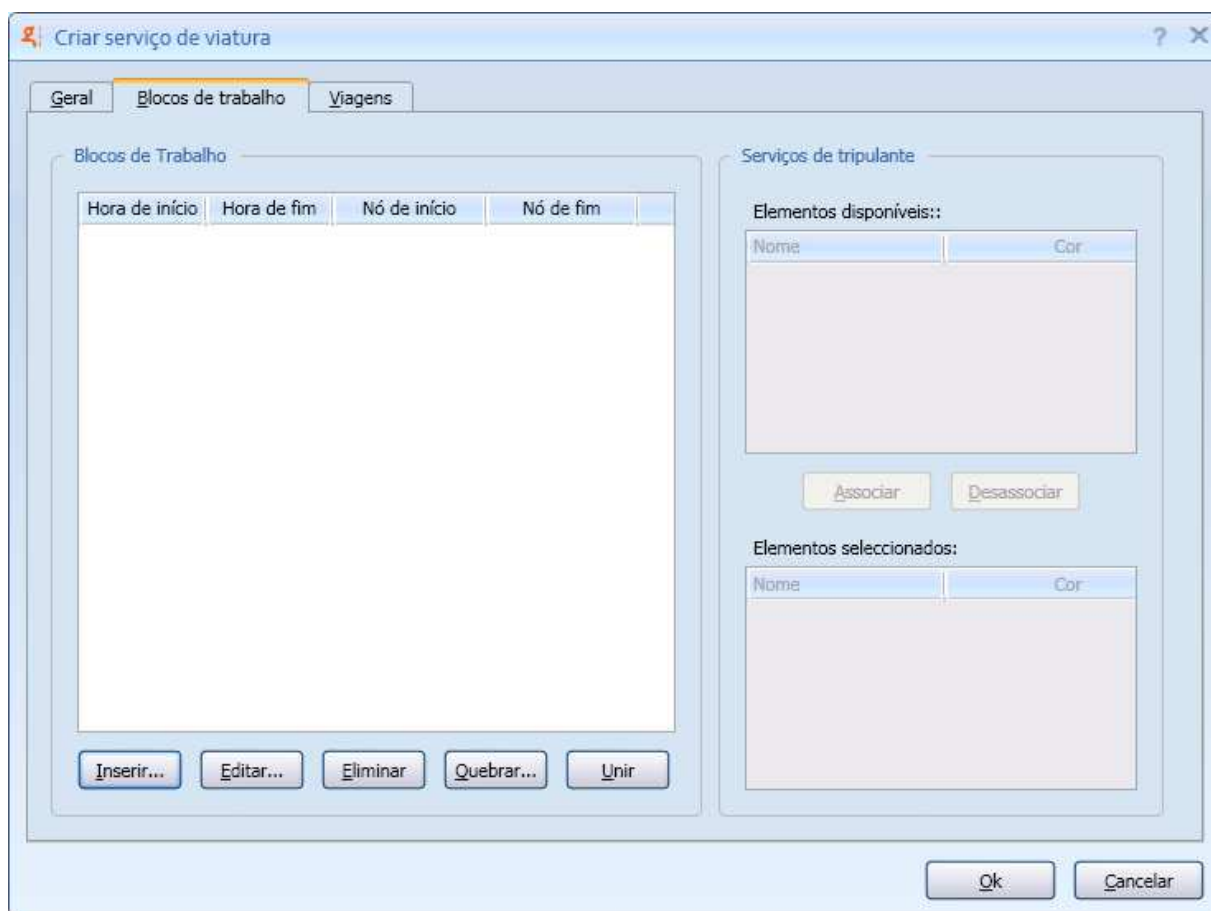 Criar serviço de viatura
? X
Geral Blocos de trabalho Viagens
Blocos de Trabalho
Hora de início Hora de fim Nó de início Nó de fim
Inserir... Editar... Eliminar Quebrar... Unir
Serviços de tripulante
Elementos disponíveis::
Nome Cor
Associar Desassociar
Elementos seleccionados:
Nome Cor
Ok Cancelar